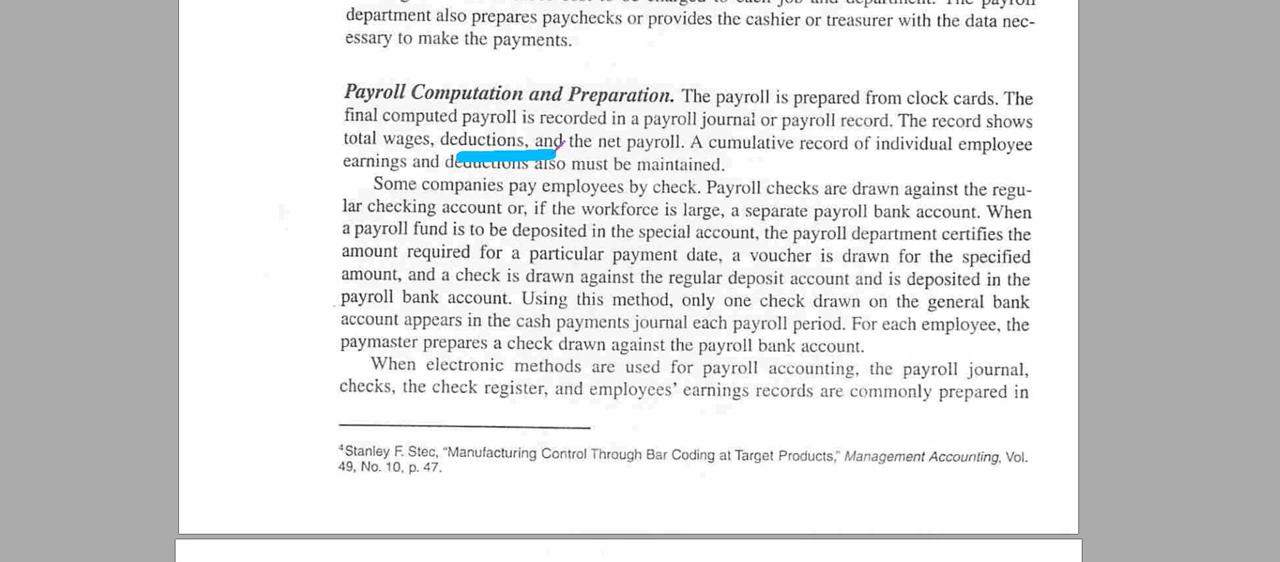 department also prepares paychecks or provides the cashier or treasurer with the data nec-
essary to make the payments.
Payroll Computation and Preparation. The payroll is prepared from clock cards. The
final computed payroll is recorded in a payroll journal or payroll record. The record shows
total wages, deductions, and the net payroll. A cumulative record of individual employee
earnings and deductions also must be maintained.
Some companies pay employees by check. Payroll checks are drawn against the regu-
lar checking account or, if the workforce is large, a separate payroll bank account. When
a payroll fund is to be deposited in the special account, the payroll department certifies the
amount required for a particular payment date, a voucher is drawn for the specified
amount, and a check is drawn against the regular deposit account and is deposited in the
payroll bank account. Using this method, only one check drawn on the general bank
account appears in the cash payments journal each payroll period. For each employee, the
paymaster prepares a check drawn against the payroll bank account.
When electronic methods are used for payroll accounting, the payroll journal,
checks, the check register, and employees' earnings records are commonly prepared in
4Stanley F. Stec, "Manufacturing Control Through Bar Coding at Target Products," Management Accounting, Vol.
49, No. 10, p. 47.